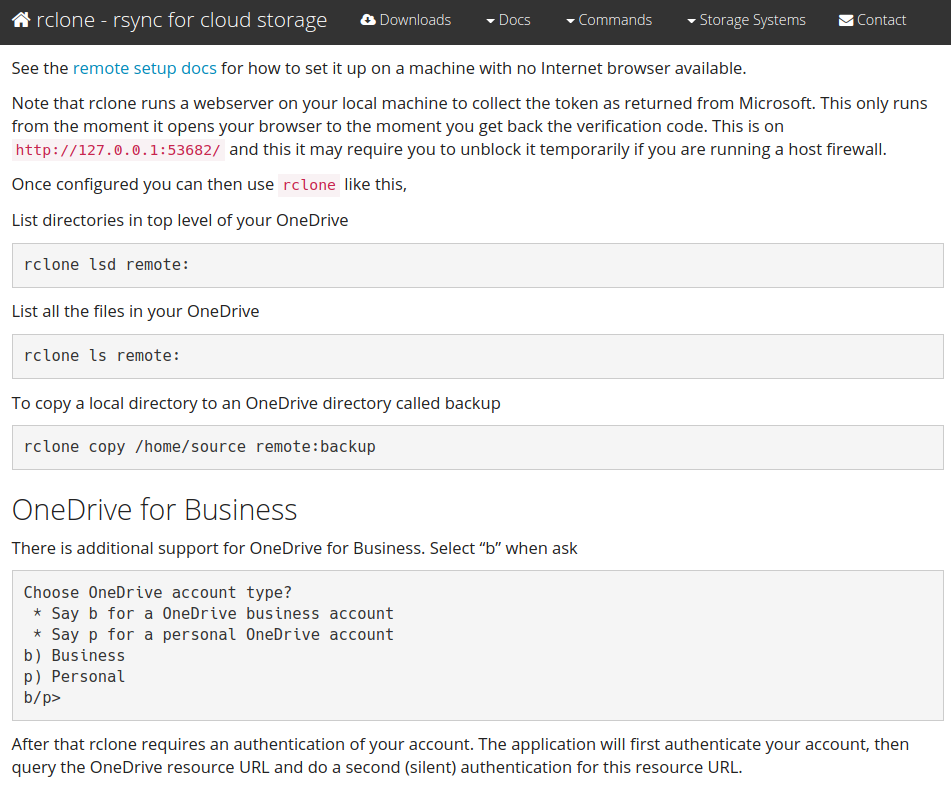 rclone - rsync for cloud storage Downloads Docs Commands Storage Systems Contact
See the remote setup docs for how to set it up on a machine with no Internet browser available.
Note that rclone runs a webserver on your local machine to collect the token as returned from Microsoft. This only runs
from the moment it opens your browser to the moment you get back the verification code. This is on
http://127.0.0.1:53682/ and this it may require you to unblock it temporarily if you are running a host firewall.
Once configured you can then use rclone like this,
List directories in top level of your OneDrive
rclone lsd remote:
List all the files in your OneDrive
rclone ls remote:
To copy a local directory to an OneDrive directory called backup
rclone copy /home/source remote:backup
OneDrive for Business
There is additional support for OneDrive for Business. Select “b” when ask
Choose OneDrive account type?
* Say b for a OneDrive business account
* Say p for a personal OneDrive account
b) Business
p) Personal
b/p>
After that rclone requires an authentication of your account. The application will first authenticate your account, then
query the OneDrive resource URL and do a second (silent) authentication for this resource URL.